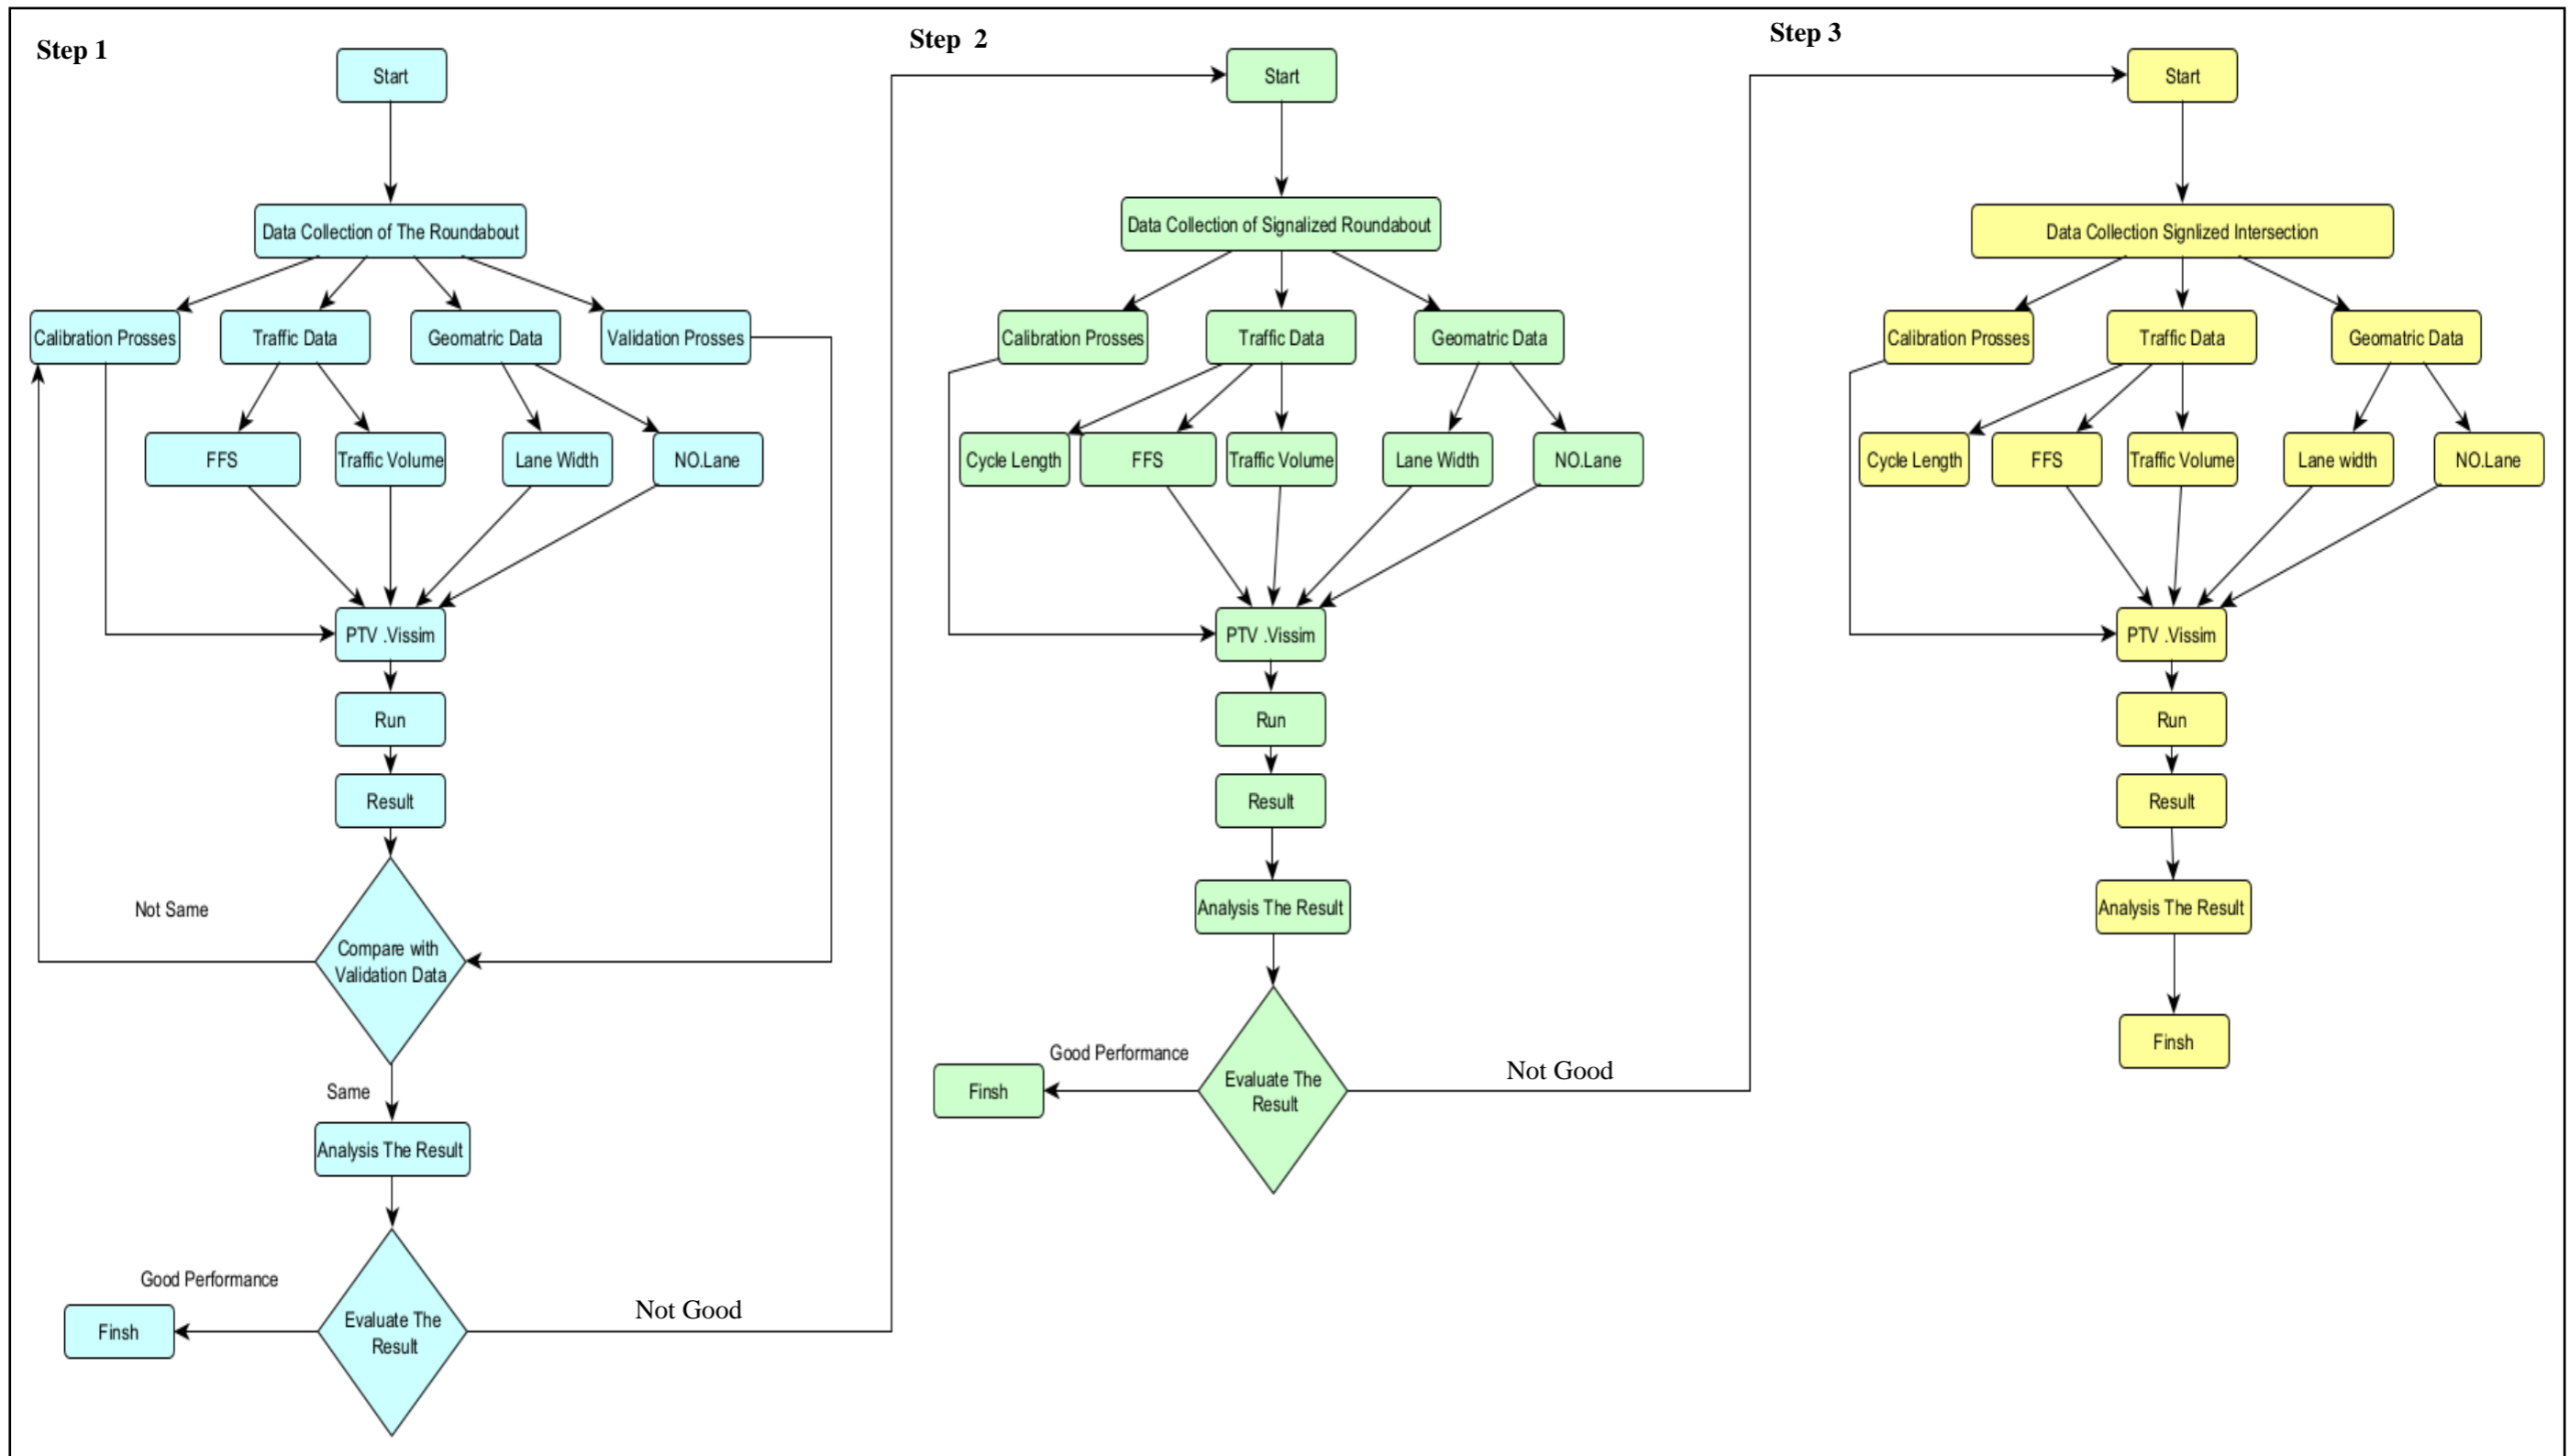 Step 1
Start
Data Collection of The Roundabout
Calibration Prosses
Traffic Data
Geomatric Data
Validation Prosses
FFS
Traffic Volume
Lane Width
NO.Lane
PTV .Vissim
Run
Result
Not Same
Compare with
Validation Data
Same
Analysis The Result
Good Performance
Finsh
Evaluate The
Result
Not Good
Step 2
Start
Data Collection of Signalized Roundabout
Calibration Prosses
Traffic Data
Geomatric Data
Cycle Length
FFS
Traffic Volume
Lane Width
NO.Lane
PTV .Vissim
Run
Result
Analysis The Result
Good Performance
Finsh
Evaluate The
Result
Not Good
Step 3
Start
Data Collection Signlized Intersection
Calibration Prosses
Traffic Data
Geomatric Data
Cycle Length
FFS
Traffic Volume
Lane width
NO.Lane
PTV .Vissim
Run
Result
Analysis The Result
Finsh